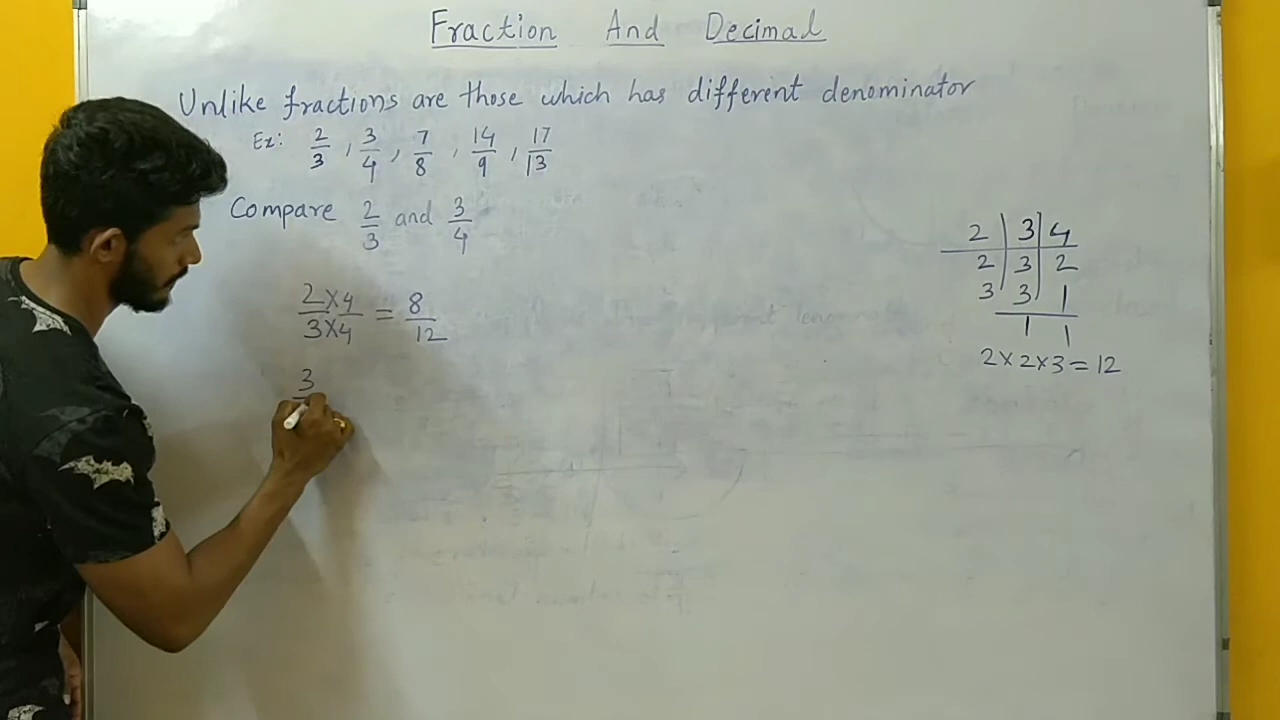 Fraction And Decimal
Unlike fractions are those which has different denominator
Ex: 2/3 , 3/4 , 7/8 , 14/9 , 17/13
Compare 2/3 and 3/4
2 3 4
2 3 2
3 3 1
1 1
2×2×3=12
2×4/3×4 = 8/12
3